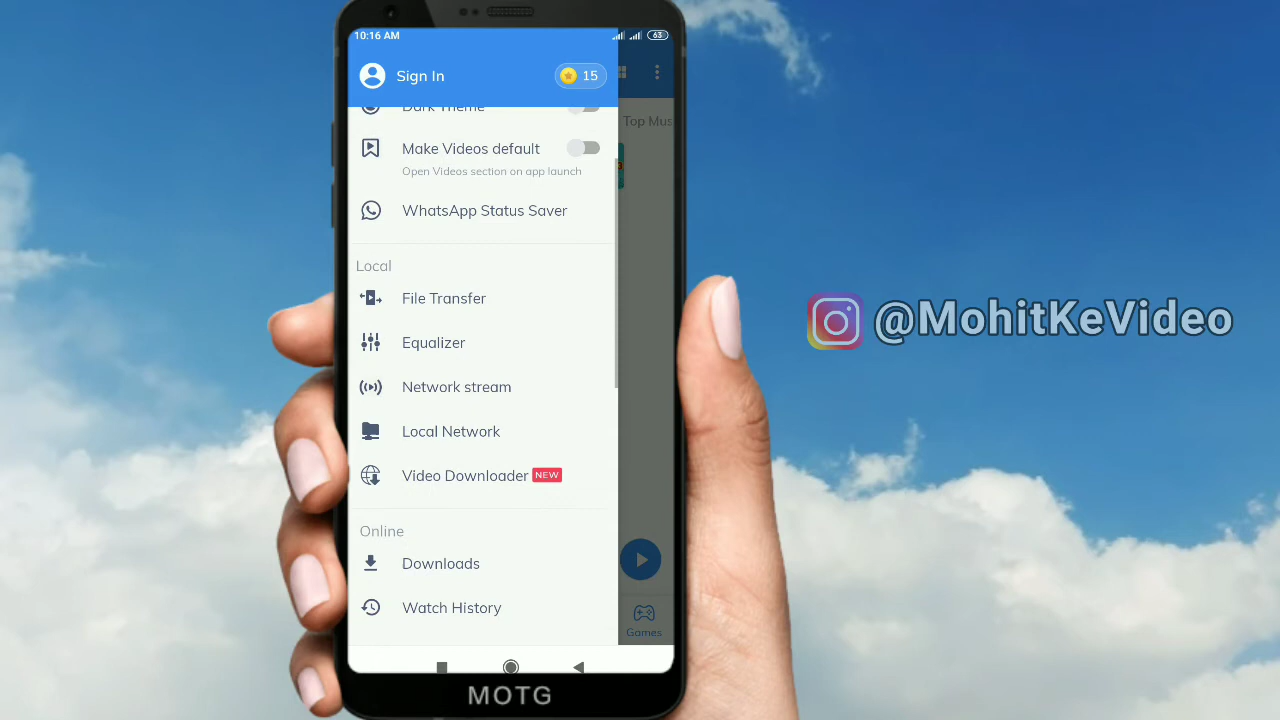 10:16 AM
63
Sign In
15
Dark Theme
Top Mus
Make Videos default
Open Videos section on app launch
WhatsApp Status Saver
Local
File Transfer
Equalizer
Network stream
Local Network
Video Downloader NEW
Online
Downloads
Watch History
Games
MOTG
@MohitKeVideo